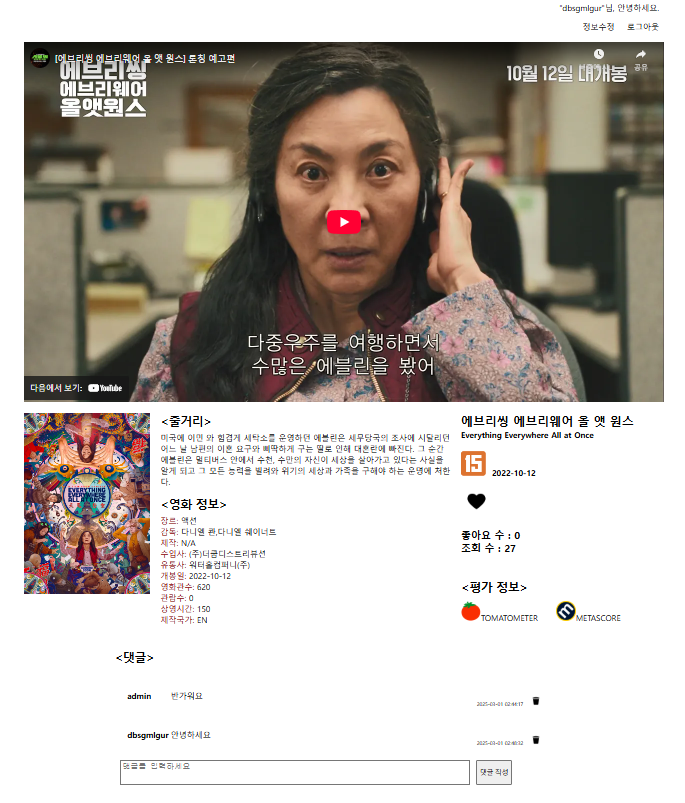 "dbsgmlgur"님, 안녕하세요.
정보수정 로그아웃
[에브리씽 에브리웨어 올 앳 원스] 론칭 예고편
공유
에브리씽
에브리웨어
올앳원스
10월 12일 대개봉
다중우주를 여행하면서
수많은 에블린을 봤어
다음에서 보기: YouTube
<줄거리>
미국에 이민 와 힘겹게 세탁소를 운영하던 에블린은 세무당국의 조사에 시달리던
어느 날 남편의 이혼 요구와 삐딱하게 구는 딸로 인해 대혼란에 빠진다. 그 순간
에블린은 멀티버스 안에서 수천, 수만의 자신이 세상을 살아가고 있다는 사실을
알게 되고 그 모든 능력을 빌려와 위기의 세상과 가족을 구해야 하는 운명에 처한
다.
<영화 정보>
장르: 액션
감독: 다니엘 콴,다니엘 쉐이너트
제작: N/A
수입사: (주)더쿱디스트리뷰션
유통사: 워터홀컴퍼니(주)
개봉일: 2022-10-12
영화관수: 620
관람수: 0
상영시간: 150
제작국가: EN
EVERYTHING
EVERYWHERE
ALL AT ONCE
에브리씽 에브리웨어 올 앳 원스
Everything Everywhere All at Once
15 2022-10-12
좋아요 수 : 0
조회 수 : 27
<평가 정보>
TOMATOMETER METASCORE
<댓글>
admin 반가워요
2025-03-01 02:44:17
dbsgmlgur 안녕하세요
2025-03-01 02:48:32
댓글을 입력하세요
댓글 작성